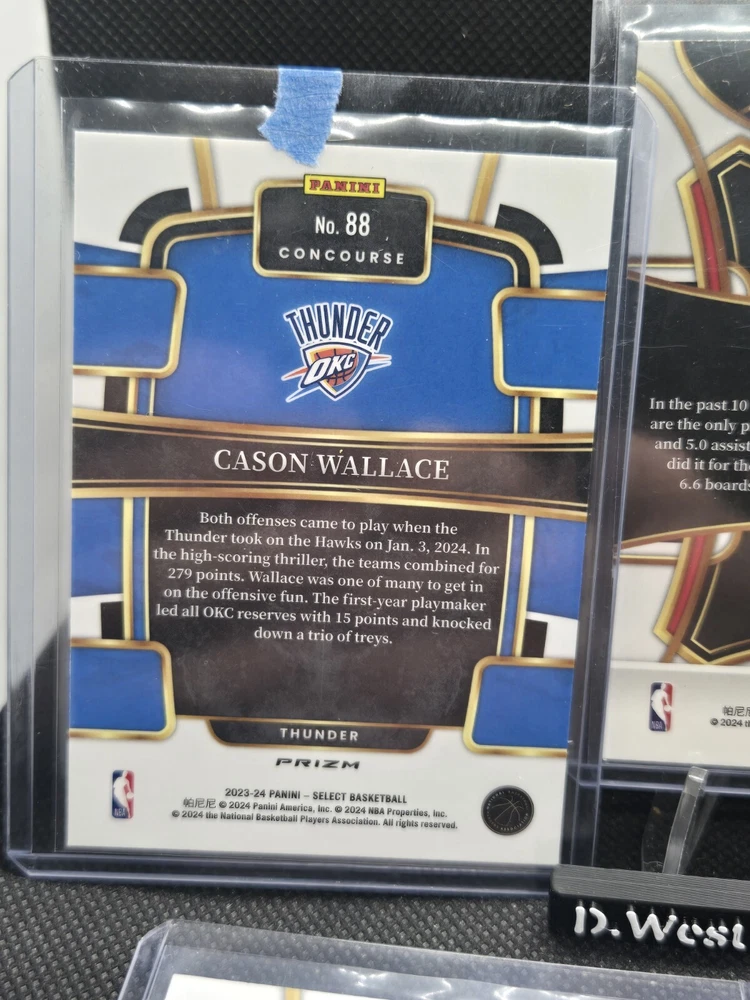 PANINI
No. 88
CONCOURSE
THUNDER
OKC
CASON WALLACE
Both offenses came to play when the
Thunder took on the Hawks on Jan. 3, 2024. In
the high-scoring thriller, the teams combined for
279 points. Wallace was one of many to get in
on the offensive fun. The first-year playmaker
led all OKC reserves with 15 points and knocked
down a trio of treys.
THUNDER
PRIZM
NBA
2023-24 PANINI – SELECT BASKETBALL
帕尼尼 © 2024 Panini America, Inc. © 2024 NBA Properties, Inc.
© 2024 the National Basketball Players Association. All rights reserved.
In the past 10
are the only
and 5.0 assist
did it for
6.6 boards
NBA
帕尼尼
© 2024
D.West